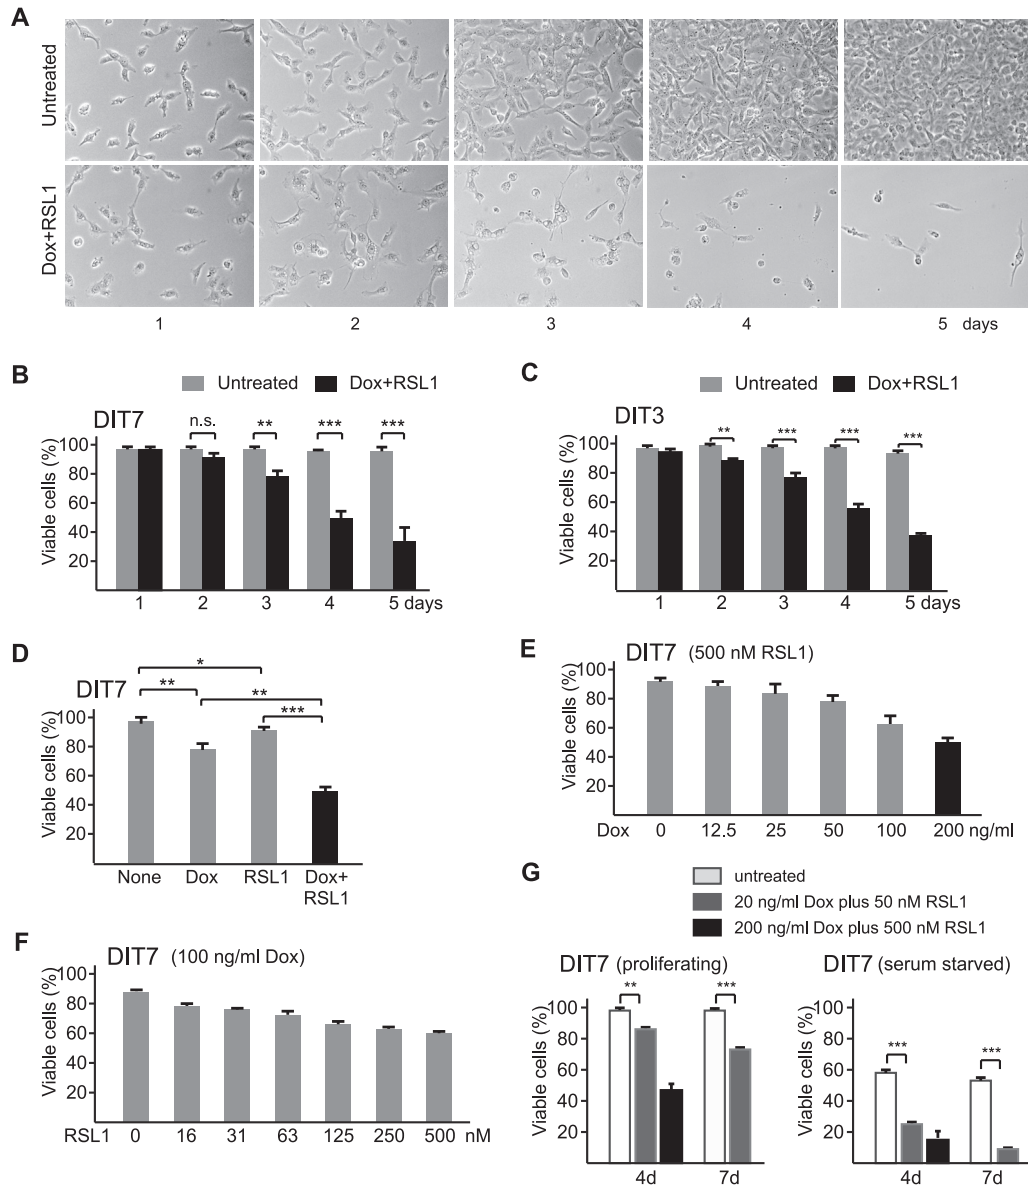 A
Untreated
Dox+RSL1
1 2 3 4 5 days
B
Untreated Dox+RSL1
DIT7
n.s. ** *** ***
Viable cells (%)
100
80
60
40
20
1 2 3 4 5 days
C
Untreated Dox+RSL1
DIT3
** *** *** ***
Viable cells (%)
100
80
60
40
20
1 2 3 4 5 days
D
DIT7
*
** **
***
Viable cells (%)
100
80
60
40
20
None Dox RSL1 Dox+
RSL1
E
DIT7 (500 nM RSL1)
Viable cells (%)
100
80
60
40
20
Dox 0 12.5 25 50 100 200 ng/ml
F
DIT7 (100 ng/ml Dox)
Viable cells (%)
100
80
60
40
20
RSL1 0 16 31 63 125 250 500 nM
G
untreated
20 ng/ml Dox plus 50 nM RSL1
200 ng/ml Dox plus 500 nM RSL1
DIT7 (proliferating)
** ***
Viable cells (%)
100
80
60
40
20
4d 7d
DIT7 (serum starved)
*** ***
Viable cells (%)
100
80
60
40
20
4d 7d